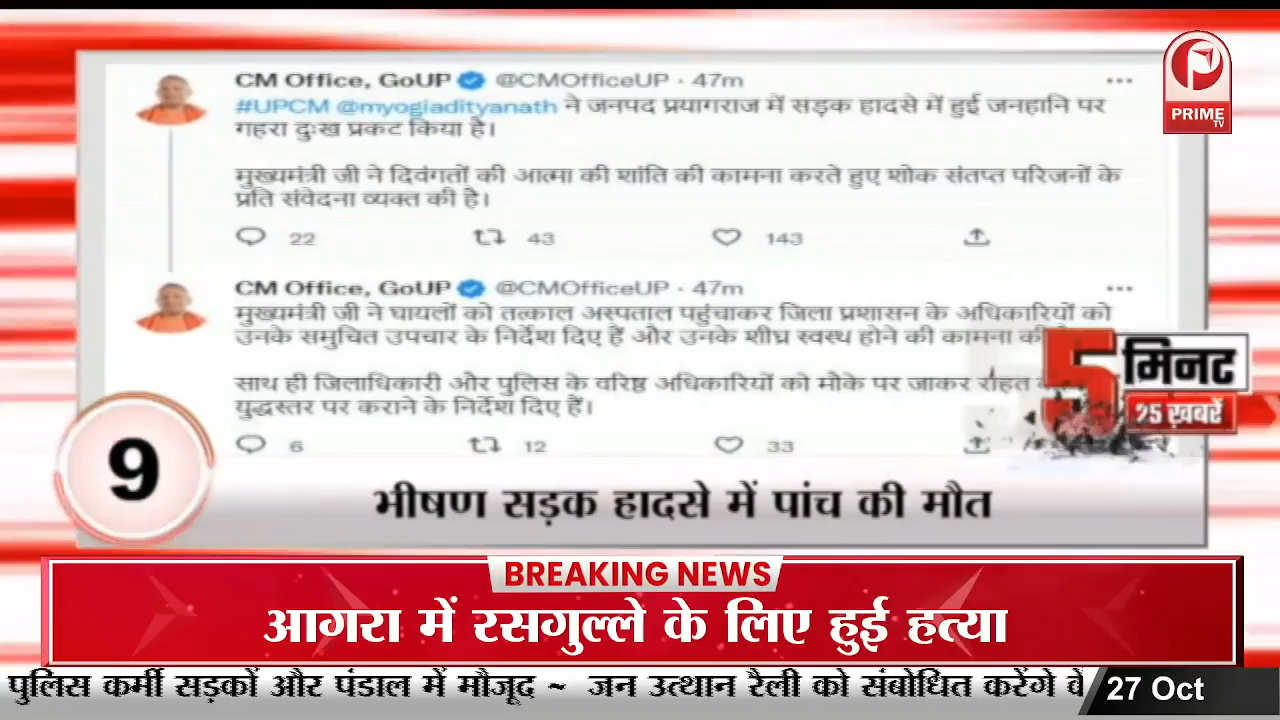 CM Office, GoUP @CMOfficeUP · 47m
#UPCM @myogiadityanath ने जनपद प्रयागराज में सड़क हादसे में हुई जनहानि पर
गहरा दुःख प्रकट किया है।
मुख्यमंत्री जी ने दिवंगतों की आत्मा की शांति की कामना करते हुए शोक संतप्त परिजनों के
प्रति संवेदना व्यक्त की है।
22 43 143
CM Office, GoUP @CMOfficeUP · 47m
मुख्यमंत्री जी ने घायलों को तत्काल अस्पताल पहुंचाकर जिला प्रशासन के अधिकारियों को
उनके समुचित उपचार के निर्देश दिए हैं और उनके शीघ्र स्वस्थ होने की कामना की
साथ ही जिलाधिकारी और पुलिस के वरिष्ठ अधिकारियों को मौके पर जाकर राहत
युद्धस्तर पर कराने के निर्देश दिए हैं।
6 12 33
PRIME
TV
5 मिनट
25 ख़बरें
9
भीषण सड़क हादसे में पांच की मौत
BREAKING NEWS
आगरा में रसगुल्ले के लिए हुई हत्या
पुलिस कर्मी सड़कों और पंडाल में मौजूद ~ जन उत्थान रैली को संबोधित करेंगे
27 Oct